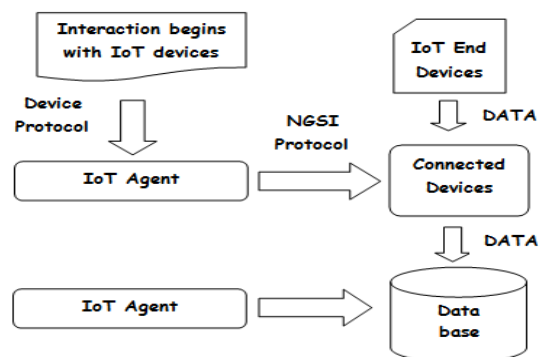 Interaction begins
with IoT devices
IoT End
Devices
Device
Protocol
DATA
NGSI
Protocol
IoT Agent
Connected
Devices
DATA
IoT Agent
Data
base